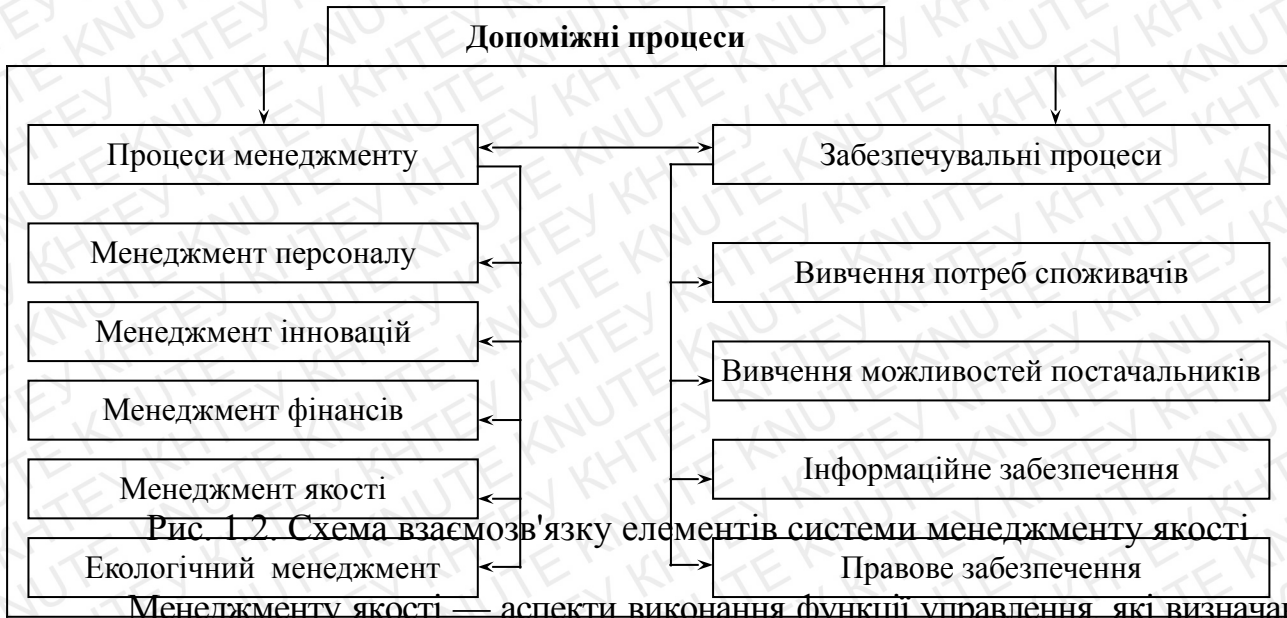 Допоміжні процеси
Процеси менеджменту
Забезпечувальні процеси
Менеджмент персоналу
Вивчення потреб споживачів
Менеджмент інновацій
Вивчення можливостей постачальників
Менеджмент фінансів
Інформаційне забезпечення
Менеджмент якості
Рис. 1.2. Схема взаємозв'язку елементів системи менеджменту якості
Екологічний менеджмент
Правове забезпечення
Менеджменту якості — аспекти виконання функції управління, які